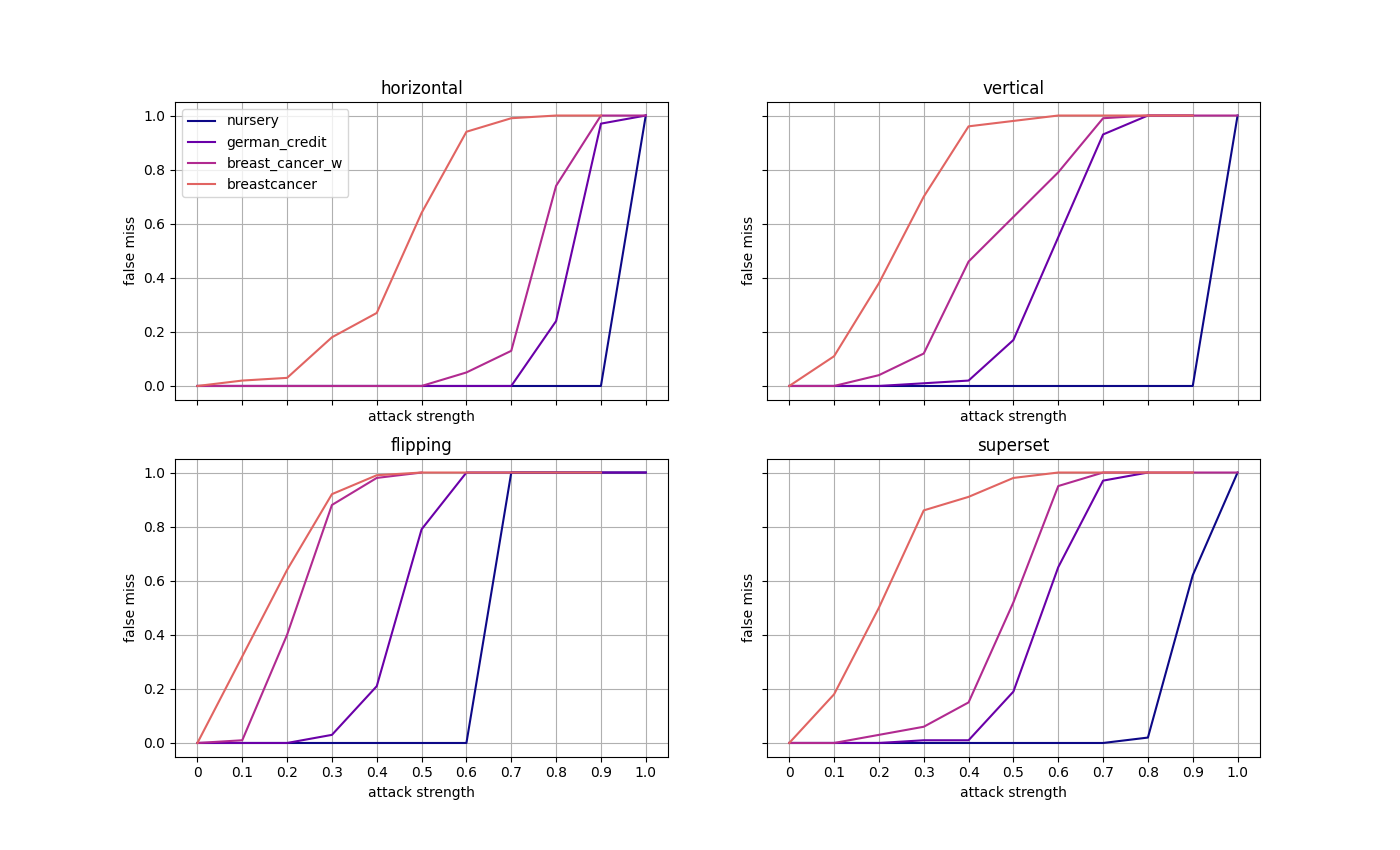 horizontal
nursery
german_credit
breast_cancer_w
breastcancer
1.0
0.8
0.6
0.4
0.2
0.0
false miss
attack strength
vertical
false miss
attack strength
flipping
1.0
0.8
0.6
0.4
0.2
0.0
false miss
0 0.1 0.2 0.3 0.4 0.5 0.6 0.7 0.8 0.9 1.0
attack strength
superset
false miss
0 0.1 0.2 0.3 0.4 0.5 0.6 0.7 0.8 0.9 1.0
attack strength